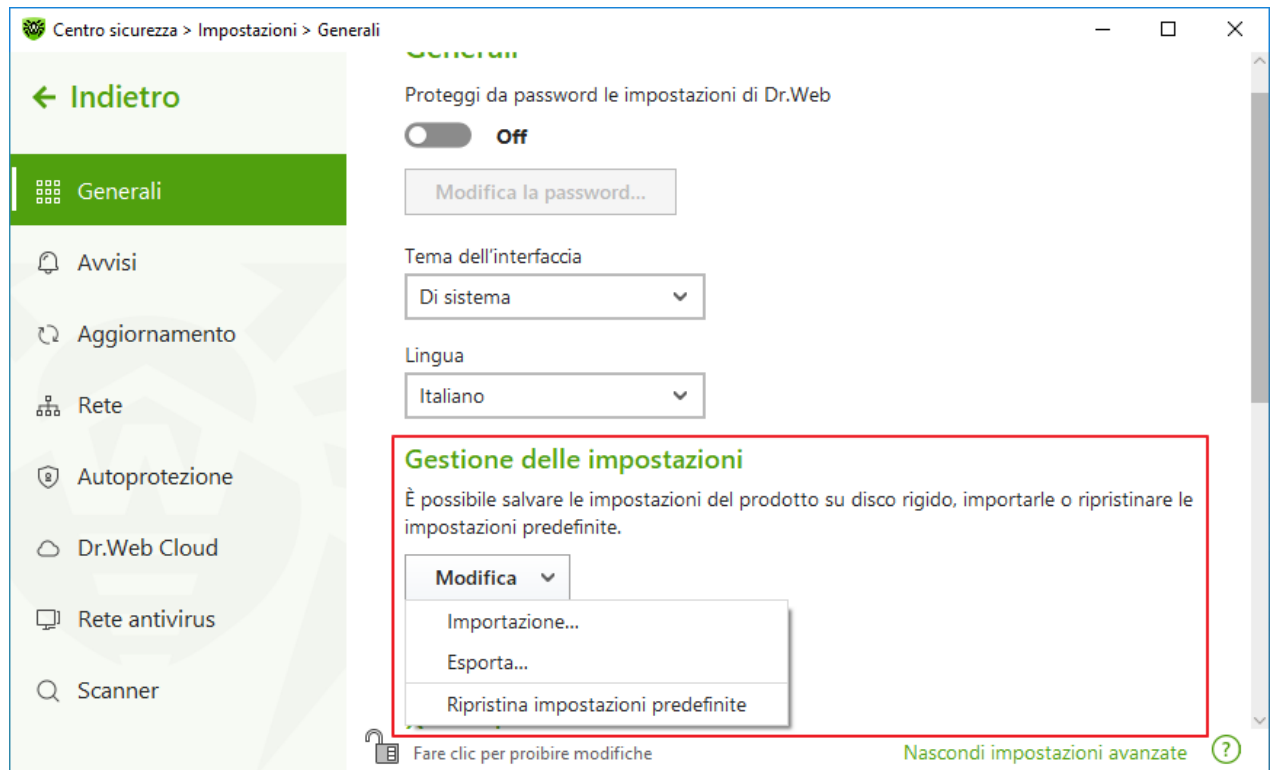 Centro sicurezza > Impostazioni > Generali
Indietro
Generali
Avvisi
Aggiornamento
Rete
Autoprotezione
Dr.Web Cloud
Rete antivirus
Scanner
Generali
Proteggi da password le impostazioni di Dr.Web
Off
Modifica la password...
Tema dell'interfaccia
Di sistema
Lingua
Italiano
Gestione delle impostazioni
È possibile salvare le impostazioni del prodotto su disco rigido, importarle o ripristinare le
impostazioni predefinite.
Modifica
Importazione...
Esporta...
Ripristina impostazioni predefinite
Fare clic per proibire modifiche
Nascondi impostazioni avanzate
?